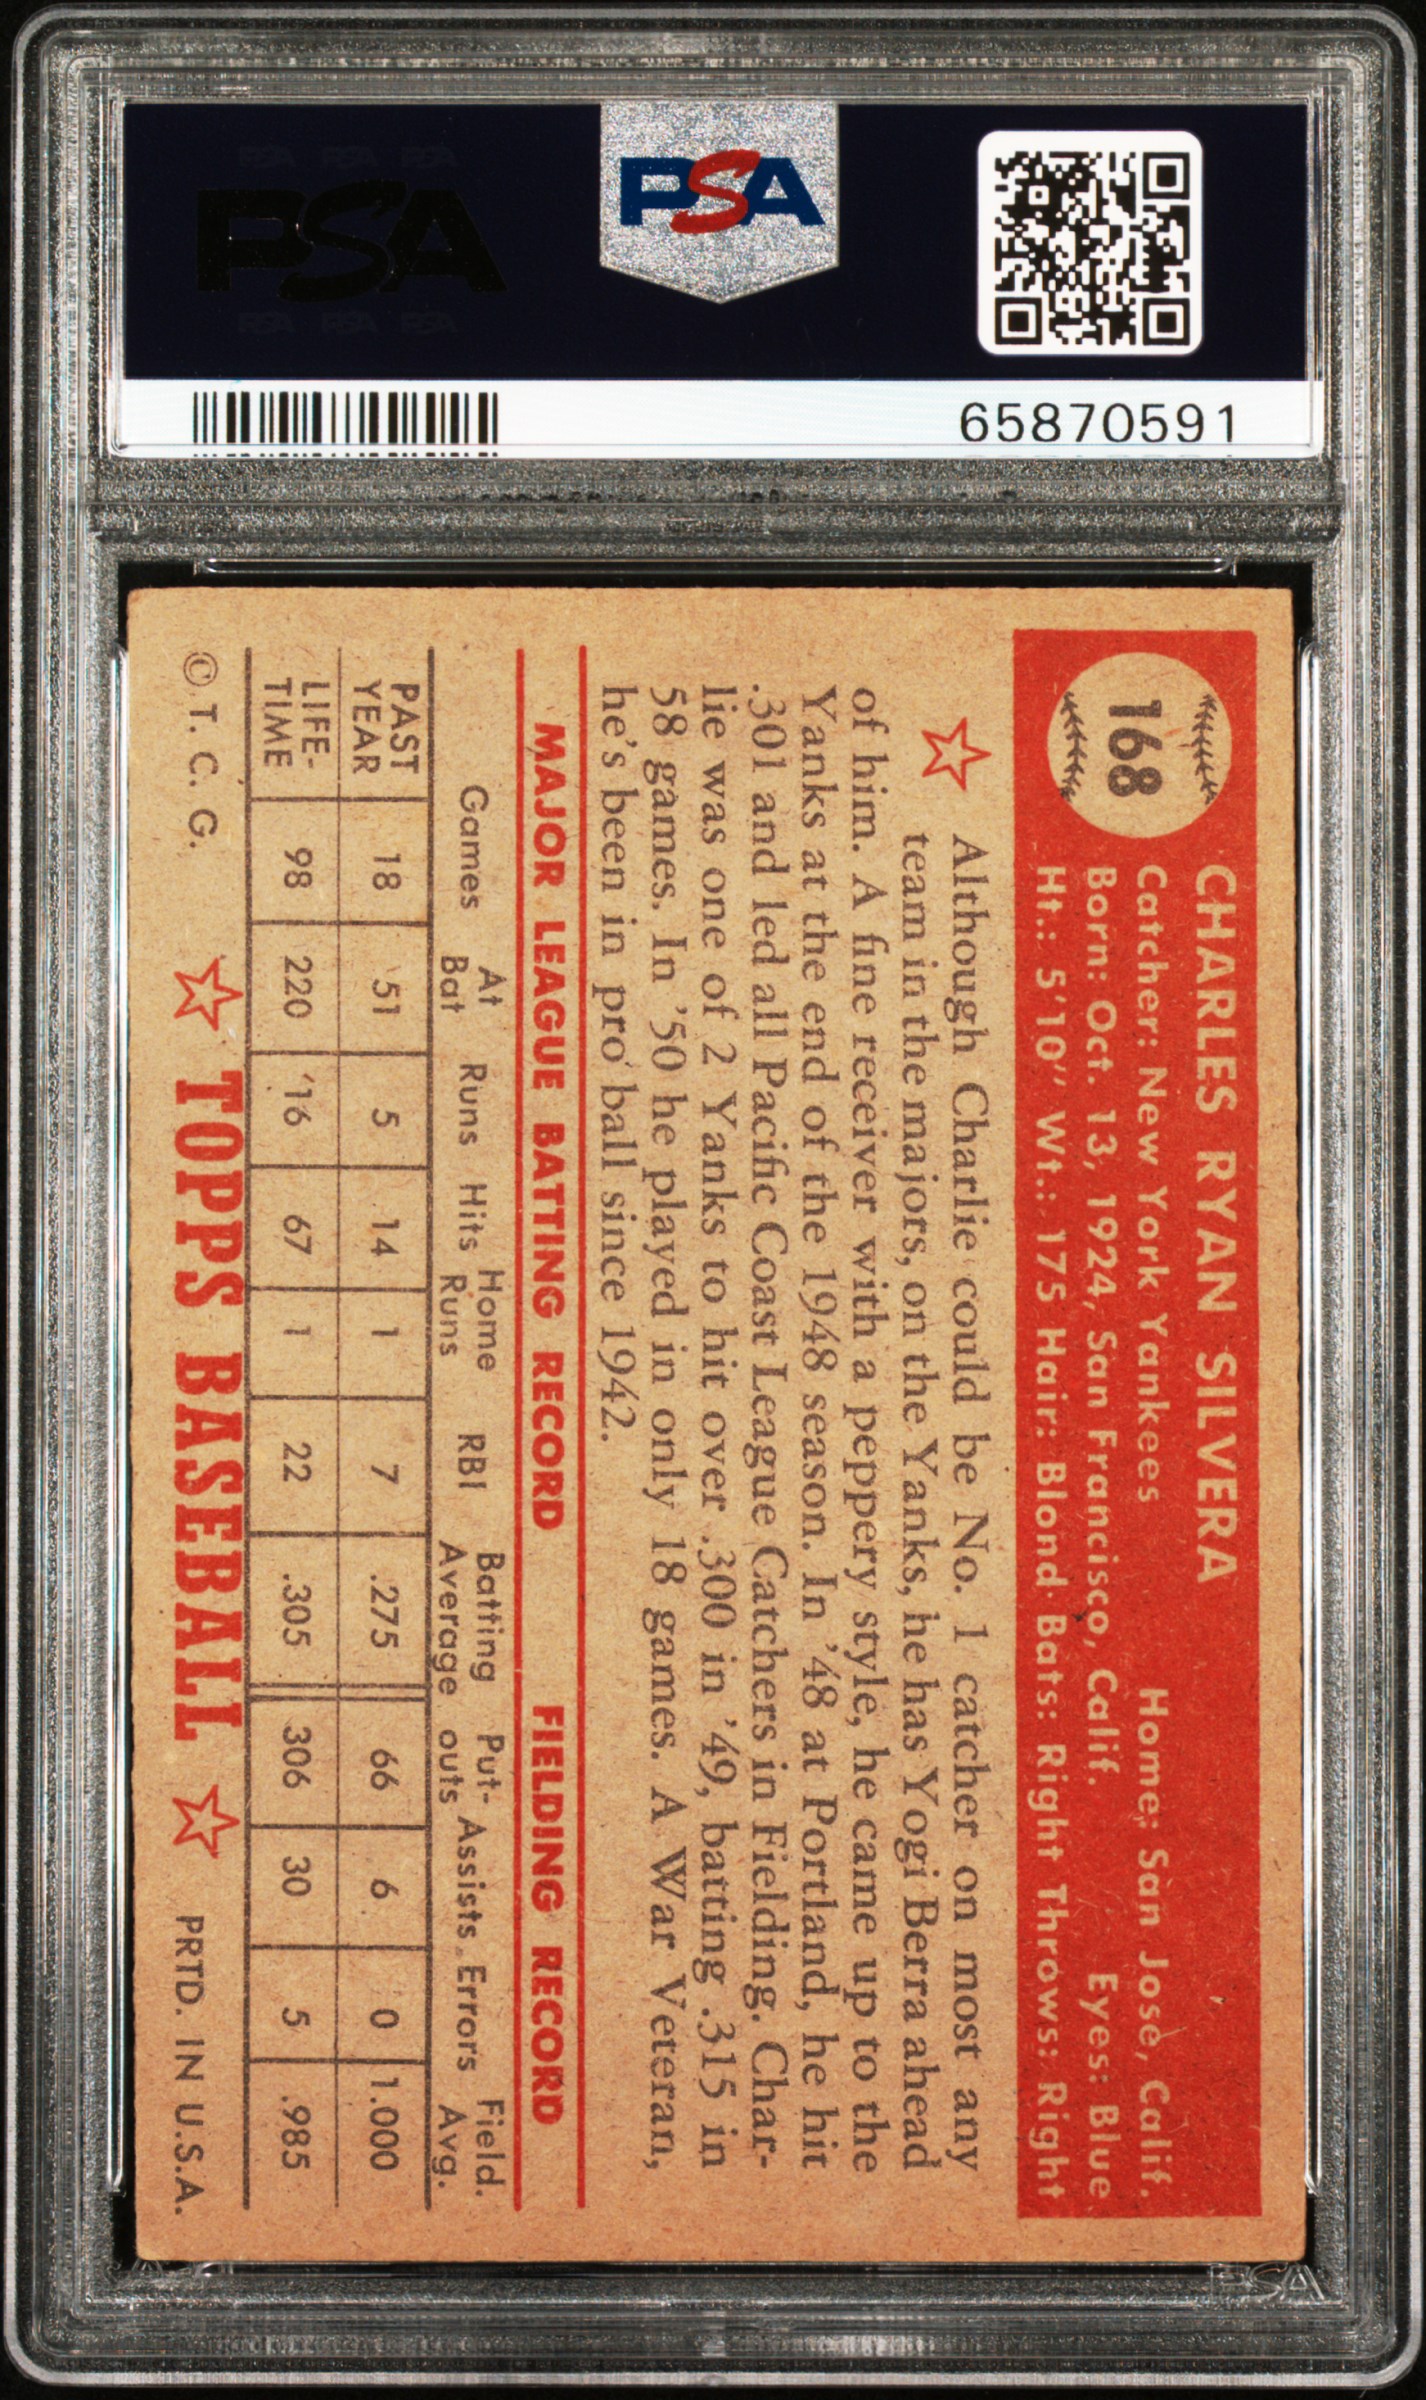 PSA PSA PSA
PSA
PSA PSA PSA
PSA
65870591
168
CHARLES RYAN SILVERA
Catcher: New York Yankees Home: San Jose, Calif.
Born: Oct. 13, 1924, San Francisco, Calif. Eyes: Blue
Ht.: 5'10" Wt.: 175 Hair: Blond Bats: Right Throws: Right
Although Charlie could be No. 1 catcher on most any
team in the majors, on the Yanks, he has Yogi Berra ahead
of him. A fine receiver with a peppery style, he came up to the
Yanks at the end of the 1948 season. In '48 at Portland, he hit
.301 and led all Pacific Coast League Catchers in Fielding. Char-
lie was one of 2 Yanks to hit over .300 in '49, batting .315 in
58 games. In '50 he played in only 18 games. A War Veteran,
he's been in pro ball since 1942.
MAJOR LEAGUE BATTING RECORD FIELDING RECORD
Games At Bat Runs Hits Home Runs RBI Batting Average Put-outs Assists Errors Field. Avg.
PAST YEAR 18 51 5 14 1 7 .275 66 6 0 1.000
LIFE-TIME 98 220 16 67 1 22 .305 306 30 5 .985
© T. C. G. TOPPS BASEBALL PRTD. IN U.S.A.
PSA